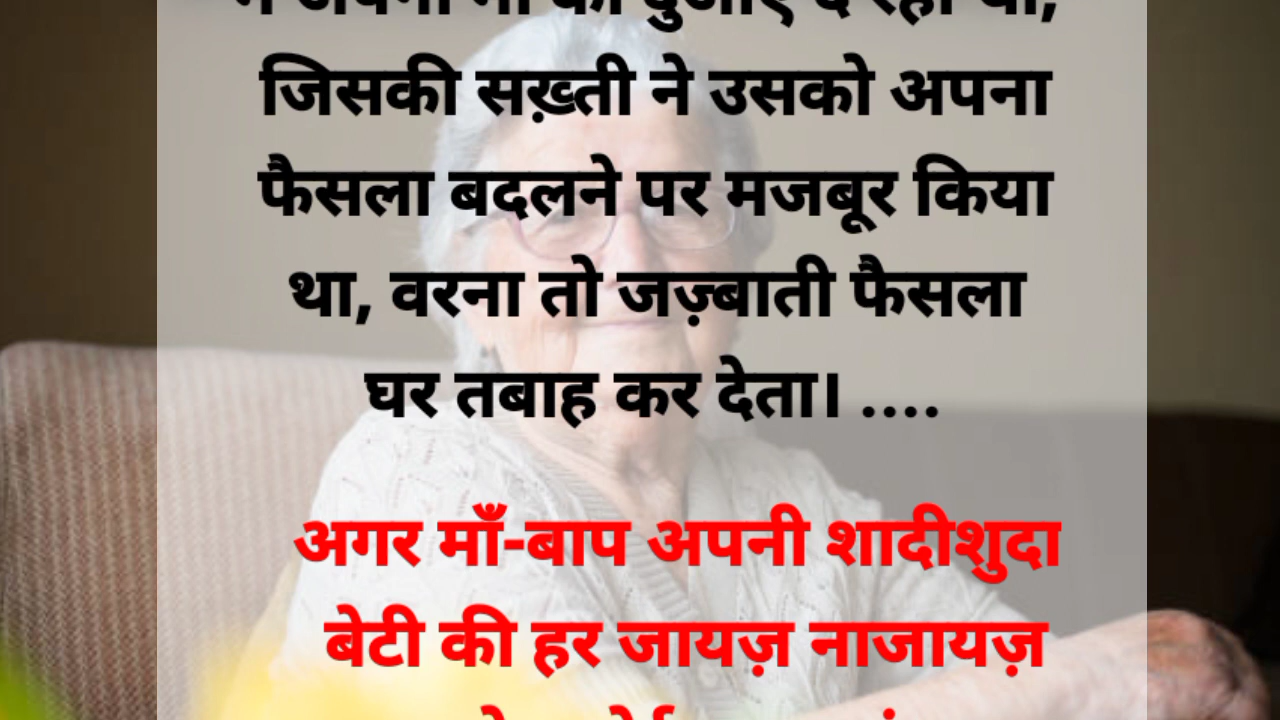 जिसकी सख़्ती ने उसको अपना
फैसला बदलने पर मजबूर किया
था, वरना तो जज़्बाती फैसला
घर तबाह कर देता। ....
अगर माँ-बाप अपनी शादीशुदा
बेटी की हर जायज़ नाजायज़